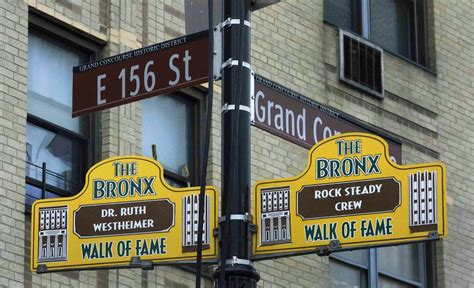 GRAND CONCOURSE HISTORIC DISTRICT
E 156 St
GRAND CONCOURSE HISTORIC DISTRICT
Grand Conc
THE
BRONX
DR. RUTH
WESTHEIMER
WALK OF FAME
THE
BRONX
ROCK STEADY
CREW
WALK OF FAME